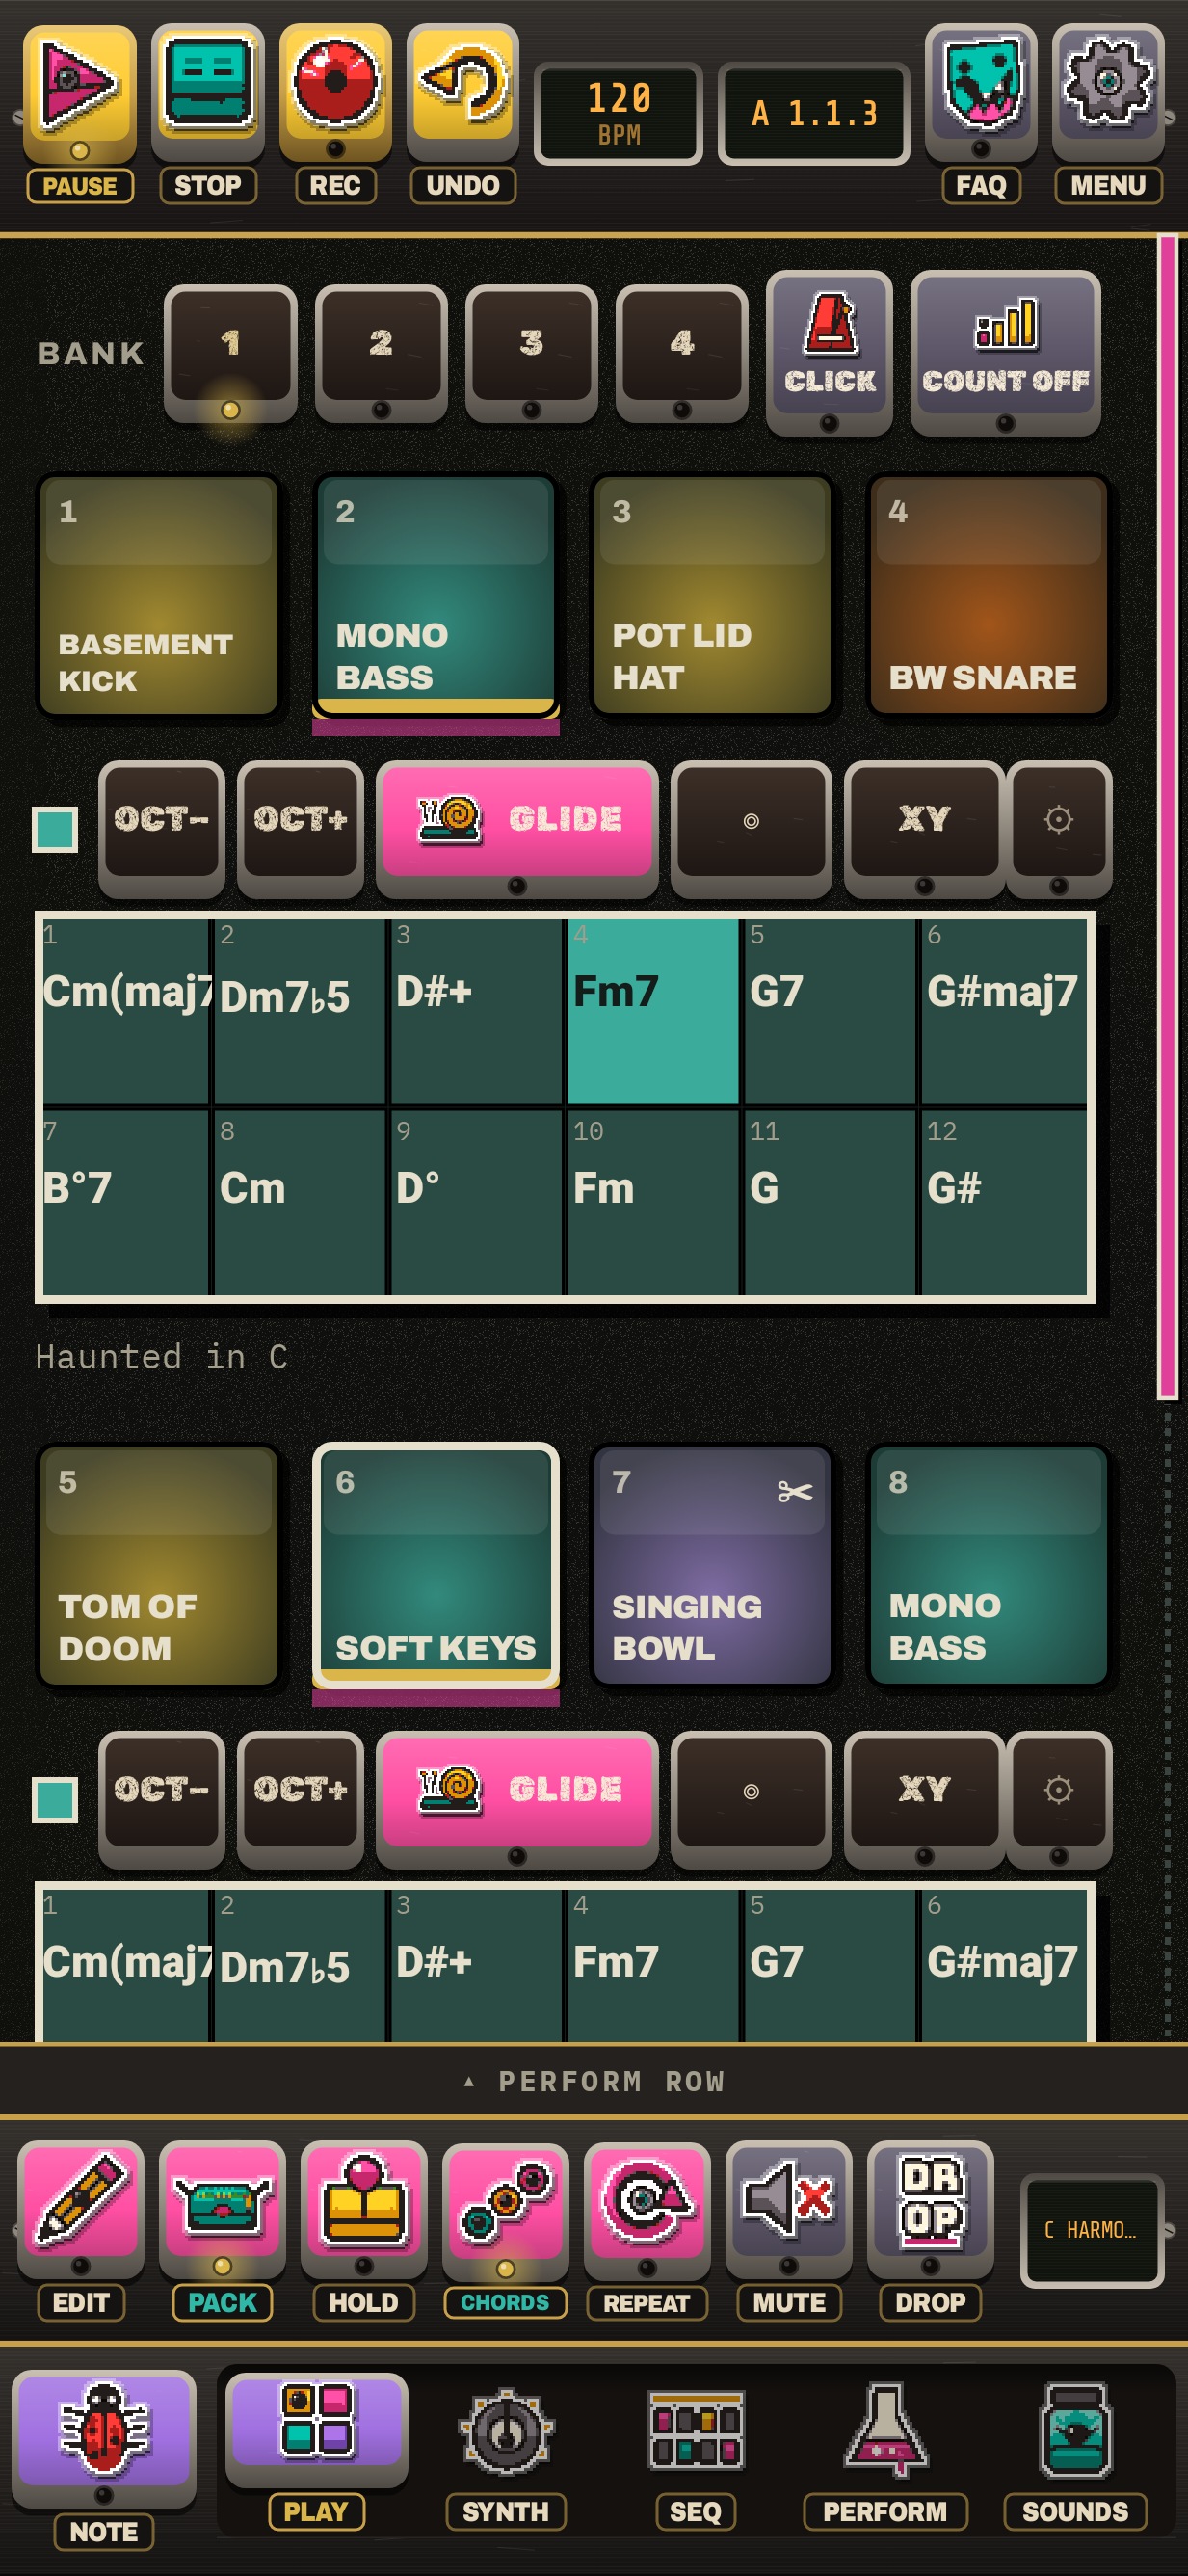 120
BPM
A 1.1.3
PAUSE
STOP
REC
UNDO
FAQ
MENU
BANK
1
2
3
4
CLICK
COUNT OFF
1
BASEMENT
KICK
2
MONO
BASS
3
POT LID
HAT
4
BW SNARE
OCT-
OCT+
GLIDE
XY
1
Cm(maj7
2
Dm7♭5
3
D#+
4
Fm7
5
G7
6
G#maj7
7
B°7
8
Cm
9
D°
10
Fm
11
G
12
G#
Haunted in C
5
TOM OF
DOOM
6
SOFT KEYS
7
SINGING
BOWL
8
MONO
BASS
OCT-
OCT+
GLIDE
XY
1
Cm(maj7
2
Dm7♭5
3
D#+
4
Fm7
5
G7
6
G#maj7
▲ PERFORM ROW
DR
OP
C HARMO…
EDIT
PACK
HOLD
CHORDS
REPEAT
MUTE
DROP
NOTE
PLAY
SYNTH
SEQ
PERFORM
SOUNDS